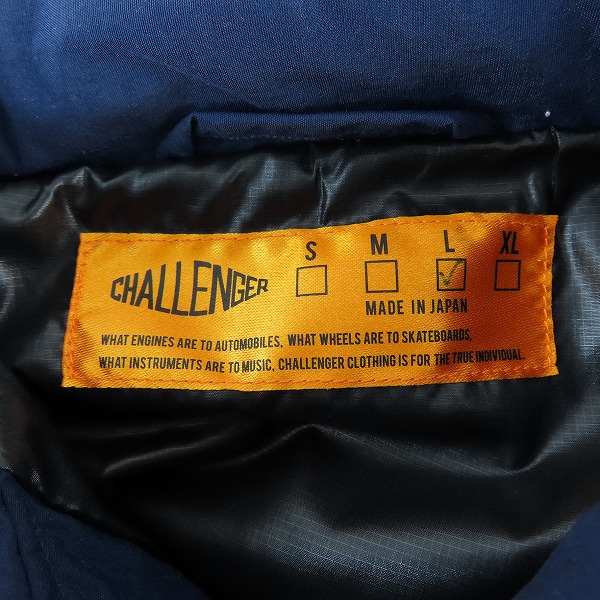 CHALLENGER
S M L XL
MADE IN JAPAN
WHAT ENGINES ARE TO AUTOMOBILES, WHAT WHEELS ARE TO SKATEBOARDS,
WHAT INSTRUMENTS ARE TO MUSIC, CHALLENGER CLOTHING IS FOR THE TRUE INDIVIDUAL.